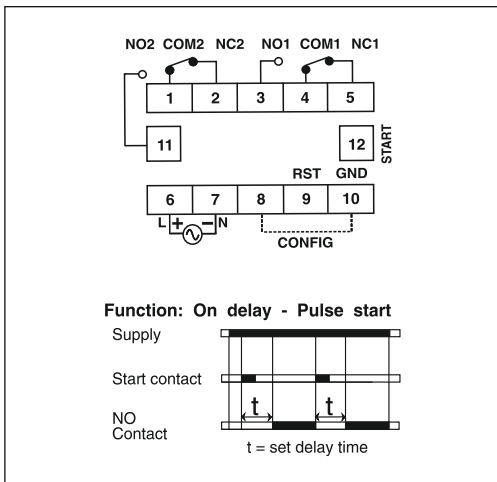 NO2 COM2 NC2 NO1 COM1 NC1
1 2 3 4 5
11 12 START
RST GND
6 7 8 9 10
L + − N
CONFIG
Function: On delay - Pulse start
Supply
Start contact
t t
NO
Contact
t = set delay time